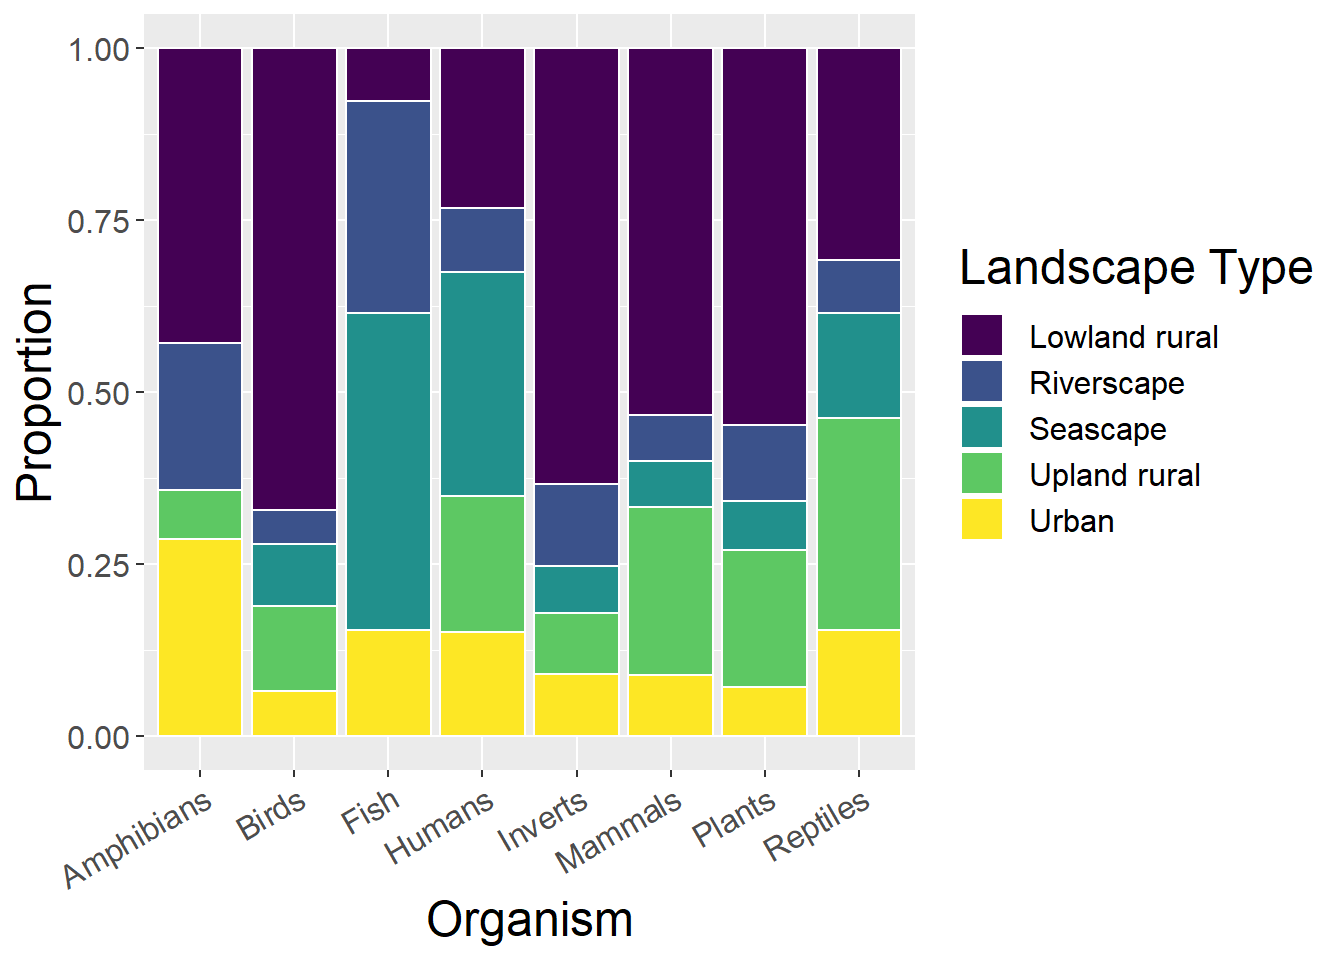 1.00
0.75
0.50
0.25
0.00
Proportion
Amphibians
Birds
Fish
Humans
Inverts
Mammals
Plants
Reptiles
Organism
Landscape Type
Lowland rural
Riverscape
Seascape
Upland rural
Urban